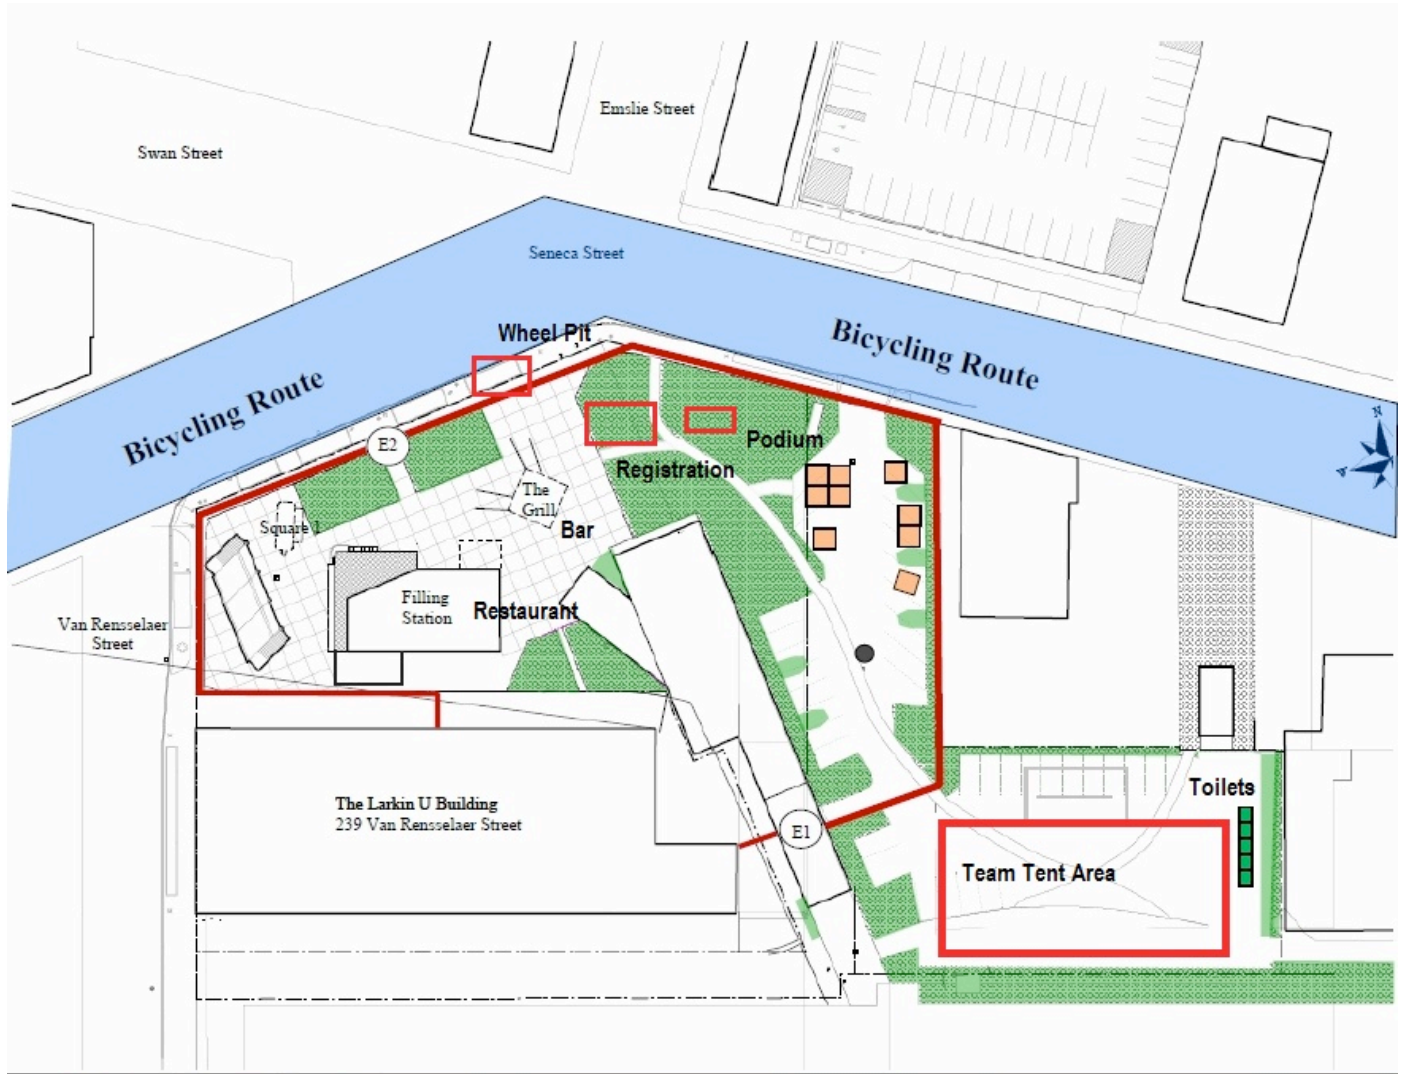 Emslie Street
Swan Street
Seneca Street
Wheel Pit
Bicycling Route
Bicycling Route
N
E2
Podium
Registration
The
Grill
Square 1
Bar
Filling
Station
Restaurant
Van Rensselaer
Street
Toilets
The Larkin U Building
239 Van Rensselaer Street
E1
Team Tent Area